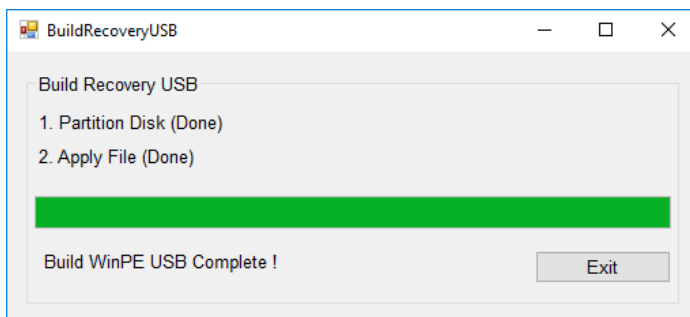 BuildRecoveryUSB
Build Recovery USB
1. Partition Disk (Done)
2. Apply File (Done)
Build WinPE USB Complete !
Exit